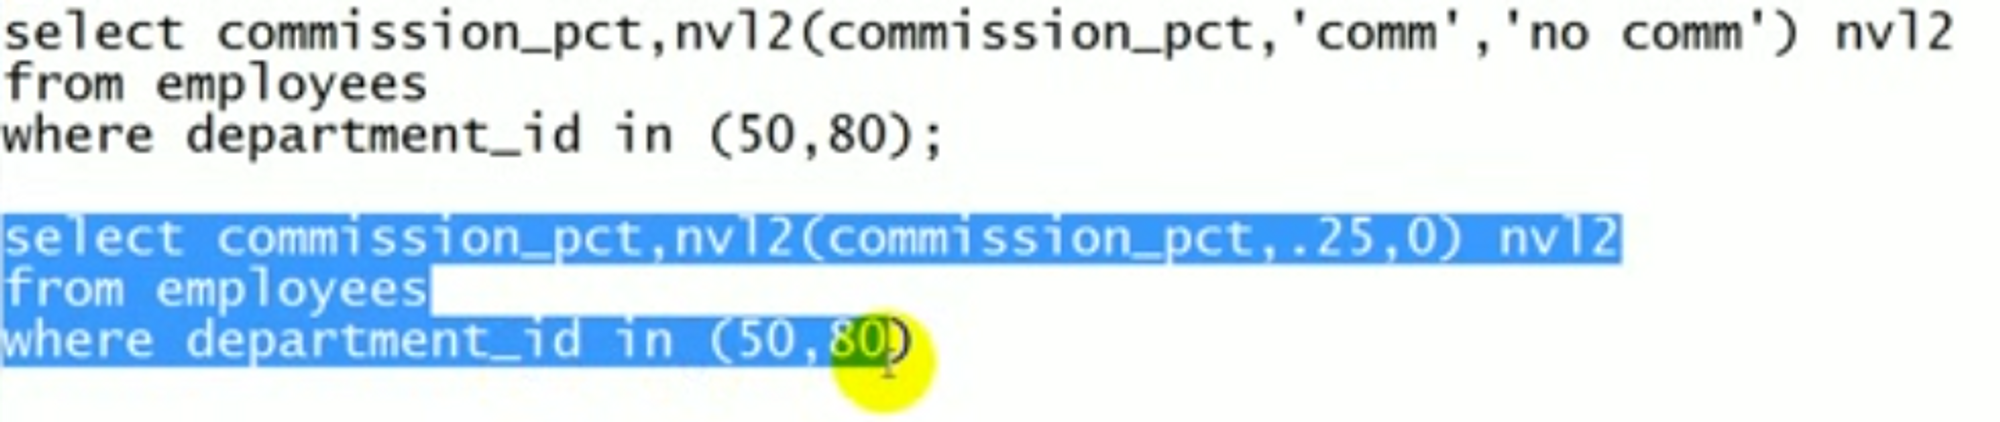 select commission_pct,nvl2(commission_pct,'comm','no comm') nvl2
from employees
where department_id in (50,80);
select commission_pct,nvl2(commission_pct,.25,0) nvl2
from employees
where department_id in (50,80)